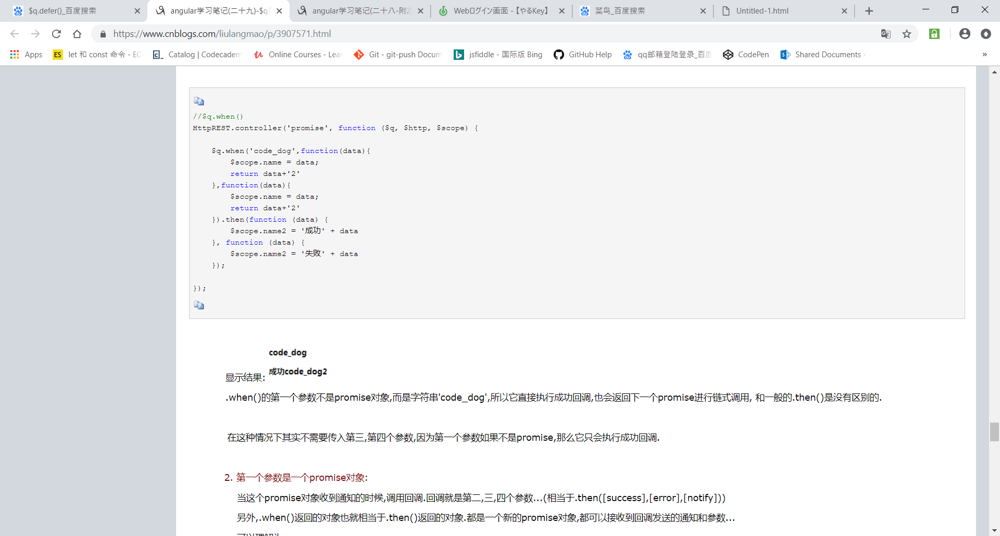 $q.defer()_百度搜索
angular学习笔记(二十九)-$q
angular学习笔记(二十八-附2
Webログイン画面 -【やるKey】
菜鸟_百度搜索
Untitled-1.html
https://www.cnblogs.com/liulangmao/p/3907571.html
Apps
ES
let 和 const 命令 - EC
Catalog | Codecadem
Online Courses - Lear
Git - git-push Docum
jsfiddle - 国际版 Bing
GitHub Help
qq邮箱登陆登录_百度
CodePen
Shared Documents -
»
//$q.when()
HttpREST.controller('promise', function ($q, $http, $scope) {
$q.when('code_dog',function(data){
$scope.name = data;
return data+'2'
},function(data){
$scope.name = data;
return data+'2'
}).then(function (data) {
$scope.name2 = '成功' + data
}, function (data) {
$scope.name2 = '失败' + data
});
});
code_dog
成功code_dog2
显示结果:
.when()的第一个参数不是promise对象,而是字符串'code_dog',所以它直接执行成功回调,也会返回下一个promise进行链式调用, 和一般的.then()是没有区别的.
在这种情况下其实不需要传入第三,第四个参数,因为第一个参数如果不是promise,那么它只会执行成功回调.
2. 第一个参数是一个promise对象:
当这个promise对象收到通知的时候,调用回调.回调就是第二,三,四个参数...(相当于.then([success],[error],[notify]))
另外,.when()返回的对象也就相当于.then()返回的对象.都是一个新的promise对象,都可以接收到回调发送的通知和参数...